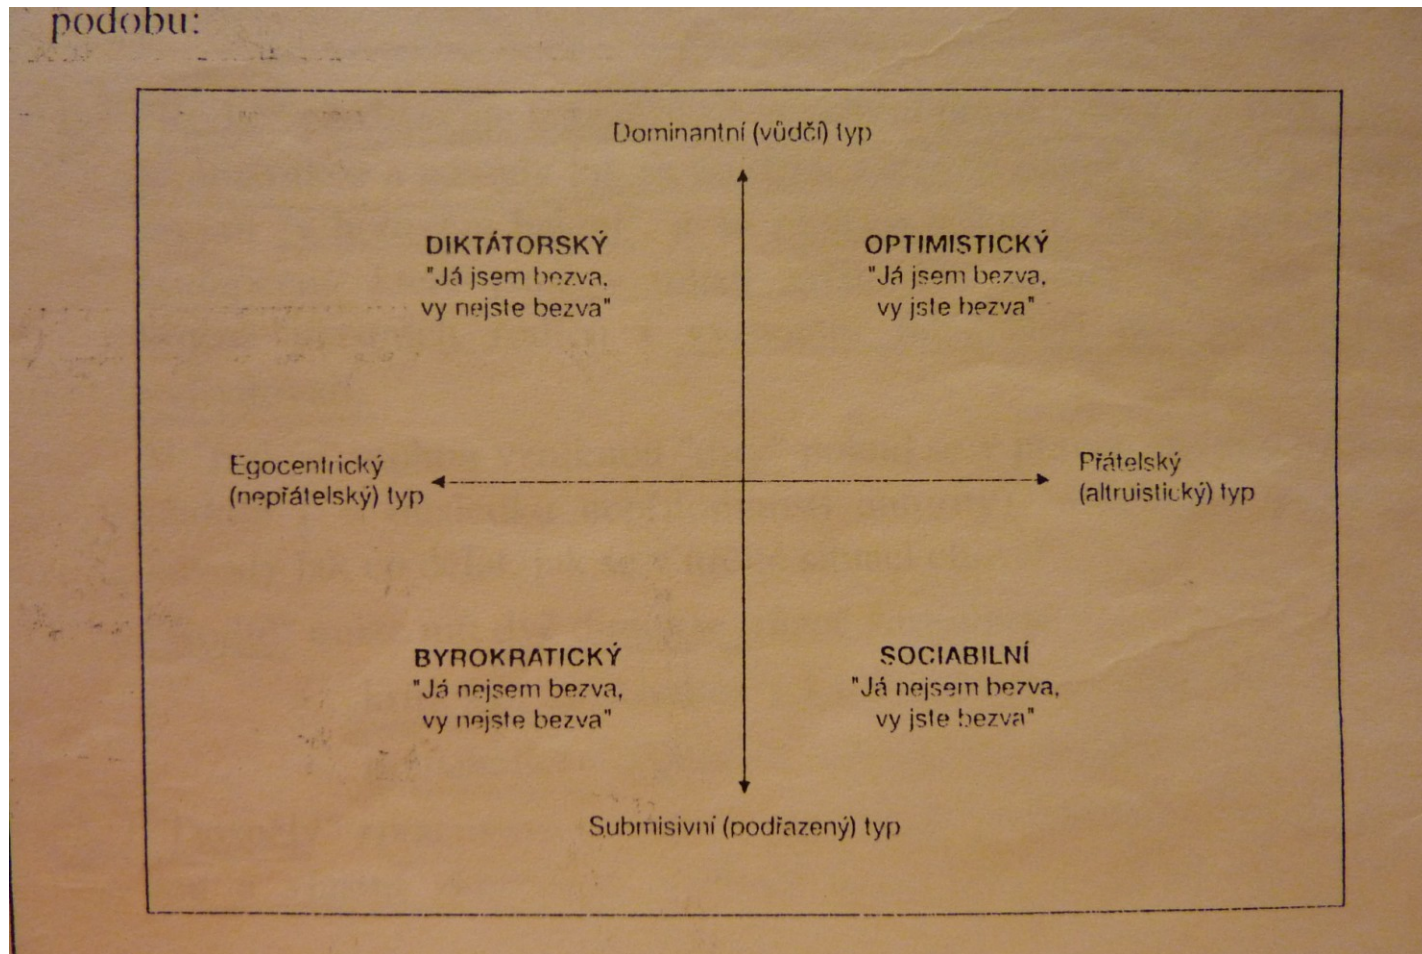 podobu:
Dominantní (vůdčí) typ
DIKTÁTORSKÝ
"Já jsem bezva,
vy nejste bezva"
OPTIMISTICKÝ
"Já jsem bezva,
vy jste bezva"
Egocentrický
(nepřátelský) typ
Přátelský
(altruistický) typ
BYROKRATICKÝ
"Já nejsem bezva,
vy nejste bezva"
SOCIABILNÍ
"Já nejsem bezva,
vy jste bezva"
Submisivní (podřazený) typ